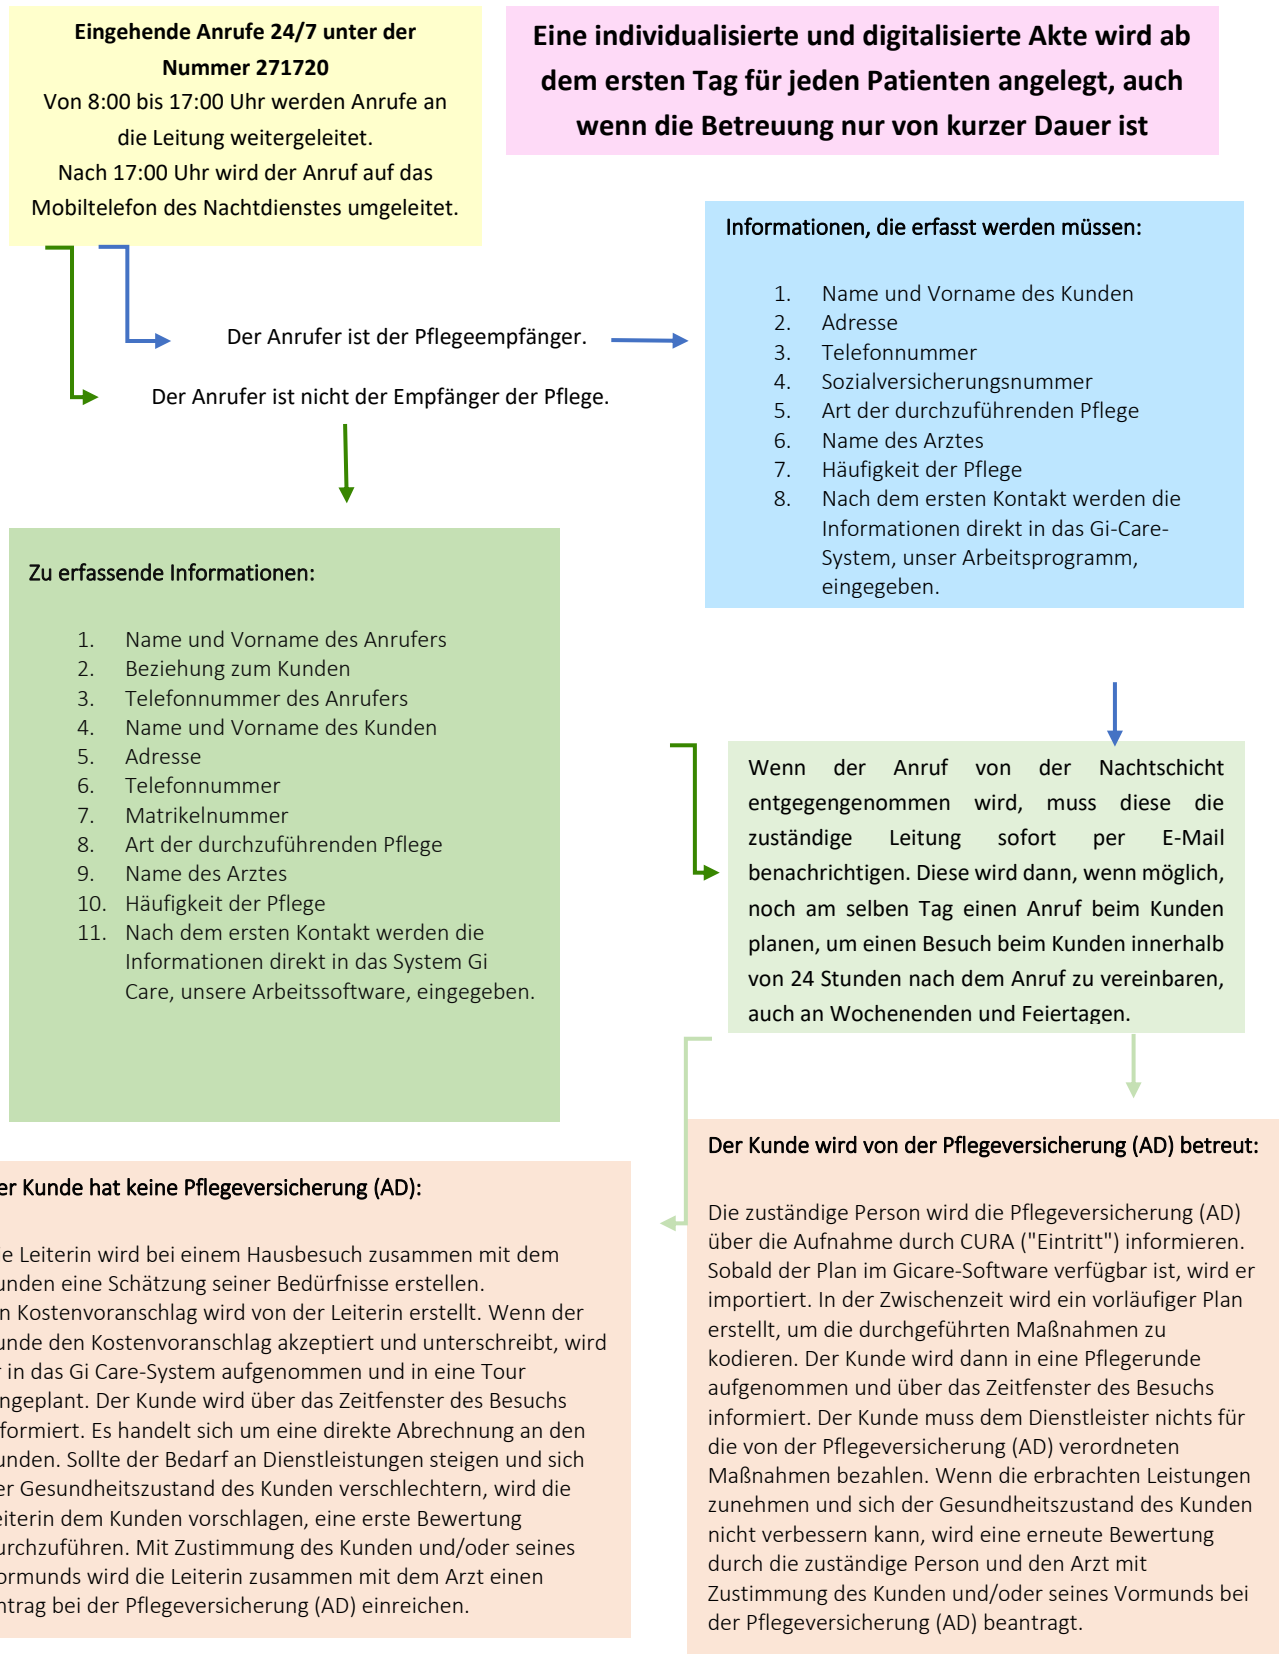 Eingehende Anrufe 24/7 unter der
Nummer 271720
Von 8:00 bis 17:00 Uhr werden Anrufe an
die Leitung weitergeleitet.
Nach 17:00 Uhr wird der Anruf auf das
Mobiltelefon des Nachtdienstes umgeleitet.
Eine individualisierte und digitalisierte Akte wird ab
dem ersten Tag für jeden Patienten angelegt, auch
wenn die Betreuung nur von kurzer Dauer ist
Der Anrufer ist der Pflegeempfänger.
Der Anrufer ist nicht der Empfänger der Pflege.
Informationen, die erfasst werden müssen:
1. Name und Vorname des Kunden
2. Adresse
3. Telefonnummer
4. Sozialversicherungsnummer
5. Art der durchzuführenden Pflege
6. Name des Arztes
7. Häufigkeit der Pflege
8. Nach dem ersten Kontakt werden die
Informationen direkt in das Gi-Care-
System, unser Arbeitsprogramm,
eingegeben.
Zu erfassende Informationen:
1. Name und Vorname des Anrufers
2. Beziehung zum Kunden
3. Telefonnummer des Anrufers
4. Name und Vorname des Kunden
5. Adresse
6. Telefonnummer
7. Matrikelnummer
8. Art der durchzuführenden Pflege
9. Name des Arztes
10. Häufigkeit der Pflege
11. Nach dem ersten Kontakt werden die
Informationen direkt in das System Gi
Care, unsere Arbeitssoftware, eingegeben.
Wenn der Anruf von der Nachtschicht
entgegengenommen wird, muss diese die
zuständige Leitung sofort per E-Mail
benachrichtigen. Diese wird dann, wenn möglich,
noch am selben Tag einen Anruf beim Kunden
planen, um einen Besuch beim Kunden innerhalb
von 24 Stunden nach dem Anruf zu vereinbaren,
auch an Wochenenden und Feiertagen.
er Kunde hat keine Pflegeversicherung (AD):
ie Leiterin wird bei einem Hausbesuch zusammen mit dem
unden eine Schätzung seiner Bedürfnisse erstellen.
n Kostenvoranschlag wird von der Leiterin erstellt. Wenn der
unde den Kostenvoranschlag akzeptiert und unterschreibt, wird
r in das Gi Care-System aufgenommen und in eine Tour
ngeplant. Der Kunde wird über das Zeitfenster des Besuchs
formiert. Es handelt sich um eine direkte Abrechnung an den
unden. Sollte der Bedarf an Dienstleistungen steigen und sich
er Gesundheitszustand des Kunden verschlechtern, wird die
eiterin dem Kunden vorschlagen, eine erste Bewertung
urchzuführen. Mit Zustimmung des Kunden und/oder seines
ormunds wird die Leiterin zusammen mit dem Arzt einen
ntrag bei der Pflegeversicherung (AD) einreichen.
Der Kunde wird von der Pflegeversicherung (AD) betreut:
Die zuständige Person wird die Pflegeversicherung (AD)
über die Aufnahme durch CURA ("Eintritt") informieren.
Sobald der Plan im Gicare-Software verfügbar ist, wird er
importiert. In der Zwischenzeit wird ein vorläufiger Plan
erstellt, um die durchgeführten Maßnahmen zu
kodieren. Der Kunde wird dann in eine Pflegerunde
aufgenommen und über das Zeitfenster des Besuchs
informiert. Der Kunde muss dem Dienstleister nichts für
die von der Pflegeversicherung (AD) verordneten
Maßnahmen bezahlen. Wenn die erbrachten Leistungen
zunehmen und sich der Gesundheitszustand des Kunden
nicht verbessern kann, wird eine erneute Bewertung
durch die zuständige Person und den Arzt mit
Zustimmung des Kunden und/oder seines Vormunds bei
der Pflegeversicherung (AD) beantragt.